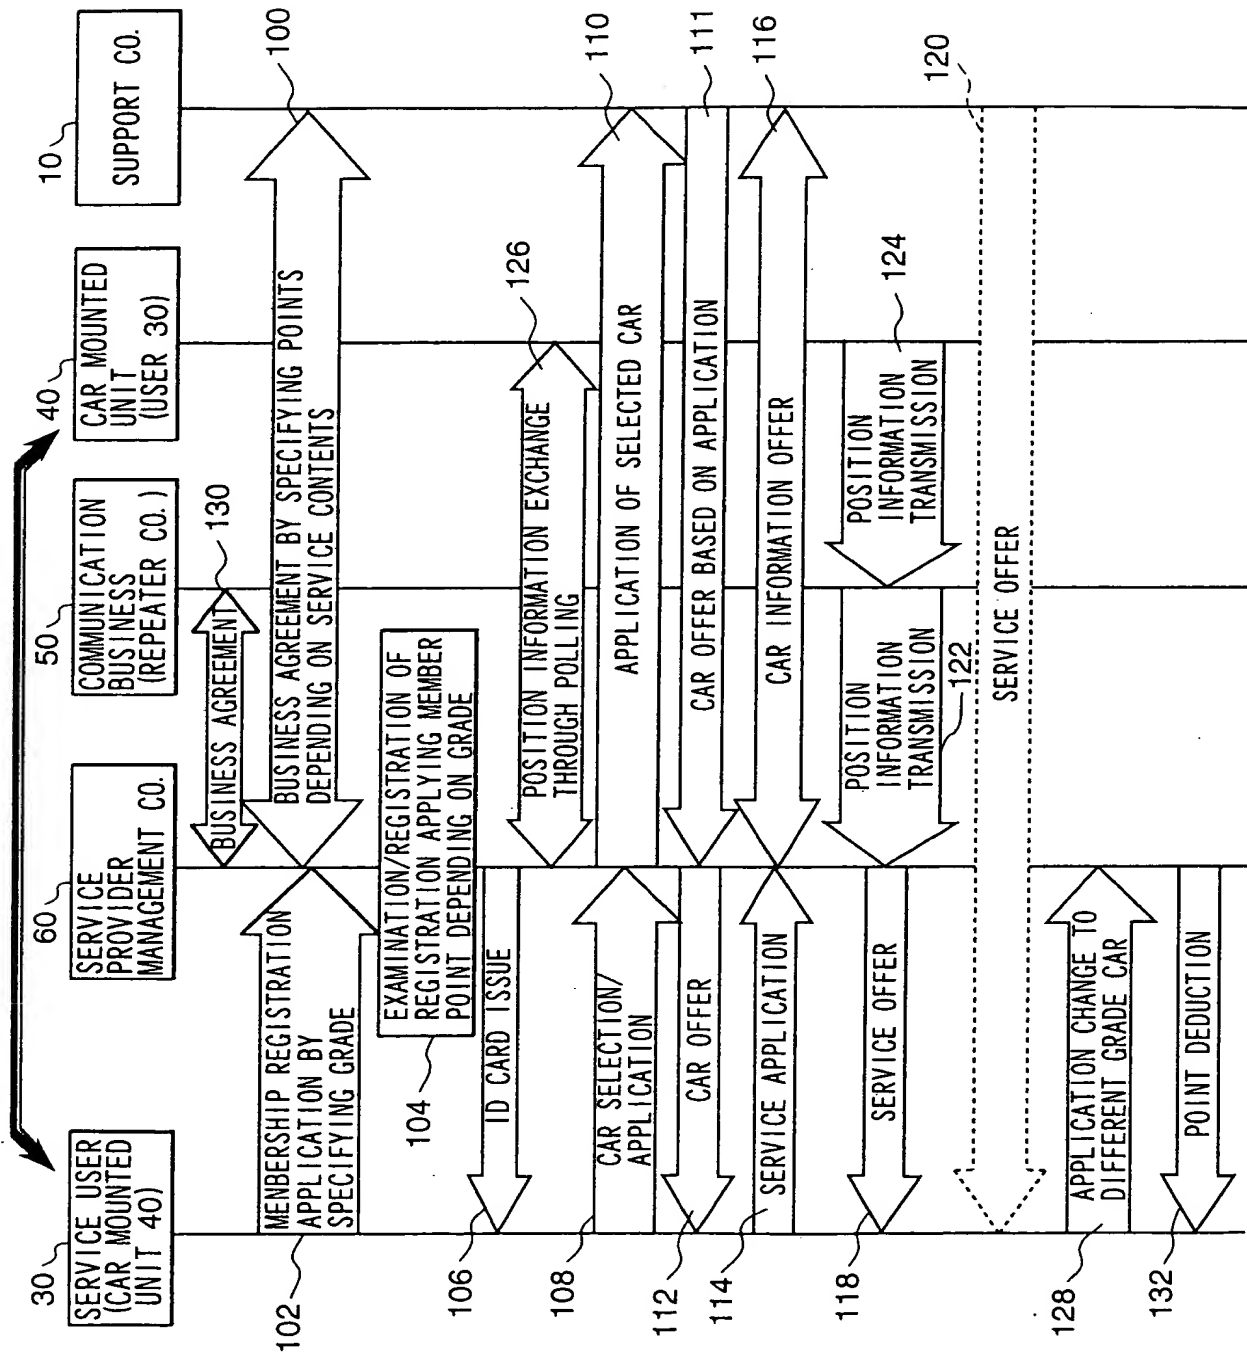 30
SERVICE USER
(CAR MOUNTED
UNIT 40)
60
SERVICE
PROVIDER
MANAGEMENT CO.
50
COMMUNICATION
BUSINESS
(REPEATER CO.)
40
CAR MOUNTED
UNIT
(USER 30)
10
SUPPORT CO.
130
BUSINESS AGREEMENT
100
BUSINESS AGREEMENT BY SPECIFYING POINTS
DEPENDING ON SERVICE CONTENTS
102
MENBERSHIP REGISTRATION
APPLICATION BY
SPECIFYING GRADE
104
EXAMINATION/REGISTRATION OF
REGISTRATION APPLYING MEMBER
POINT DEPENDING ON GRADE
106
ID CARD ISSUE
126
POSITION INFORMATION EXCHANGE
THROUGH POLLING
108
CAR SELECTION/
APPLICATION
110
APPLICATION OF SELECTED CAR
112
CAR OFFER
111
CAR OFFER BASED ON APPLICATION
114
SERVICE APPLICATION
116
CAR INFORMATION OFFER
118
SERVICE OFFER
POSITION
INFORMATION
TRANSMISSION
122
POSITION
INFORMATION
TRANSMISSION
124
120
SERVICE OFFER
128
APPLICATION CHANGE TO
DIFFERENT GRADE CAR
132
POINT DEDUCTION